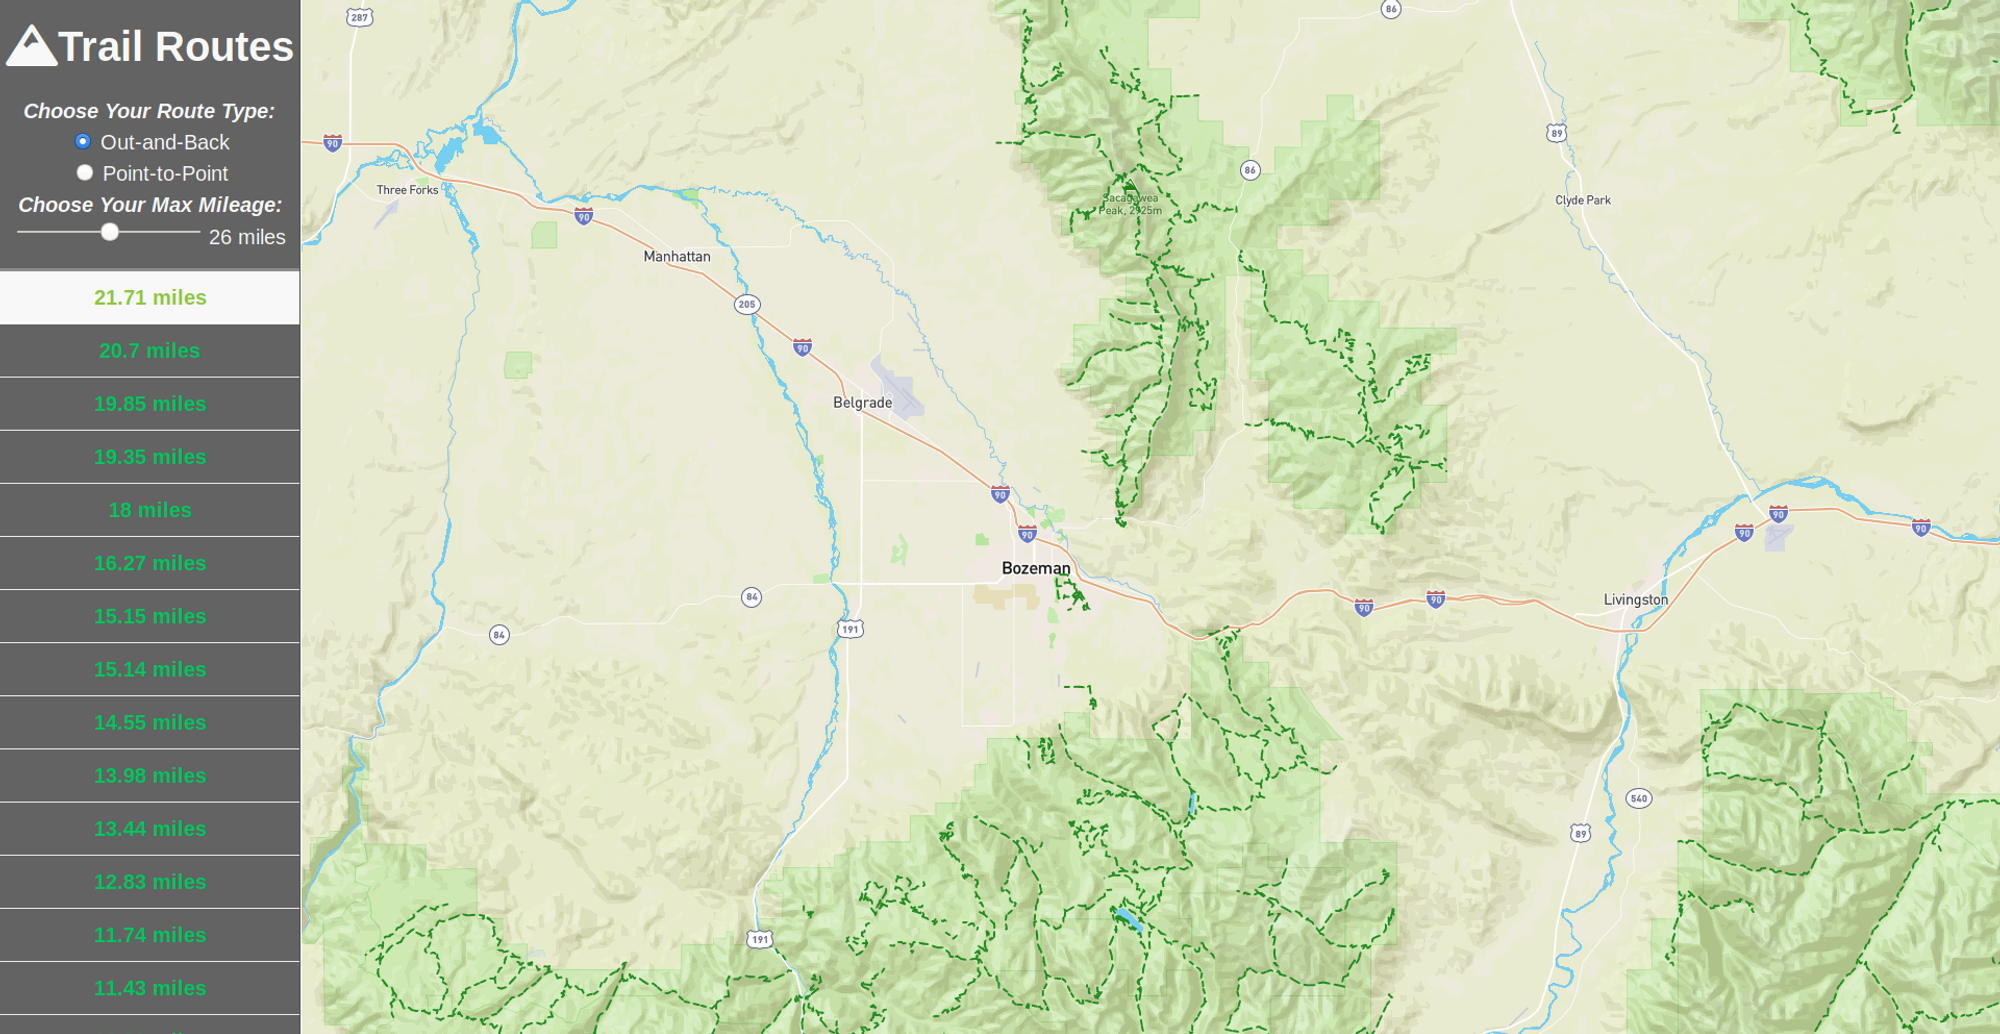 Trail Routes
Choose Your Route Type:
Out-and-Back
Point-to-Point
Choose Your Max Mileage:
26 miles
21.71 miles
20.7 miles
19.85 miles
19.35 miles
18 miles
16.27 miles
15.15 miles
15.14 miles
14.55 miles
13.98 miles
13.44 miles
12.83 miles
11.74 miles
11.43 miles
287
86
90
89
Three Forks
86
Sacagawea
Peak, 2925m
Clyde Park
90
Manhattan
205
90
Belgrade
90
90
90
90
90
Bozeman
84
90
90
Livingston
84
191
540
89
191